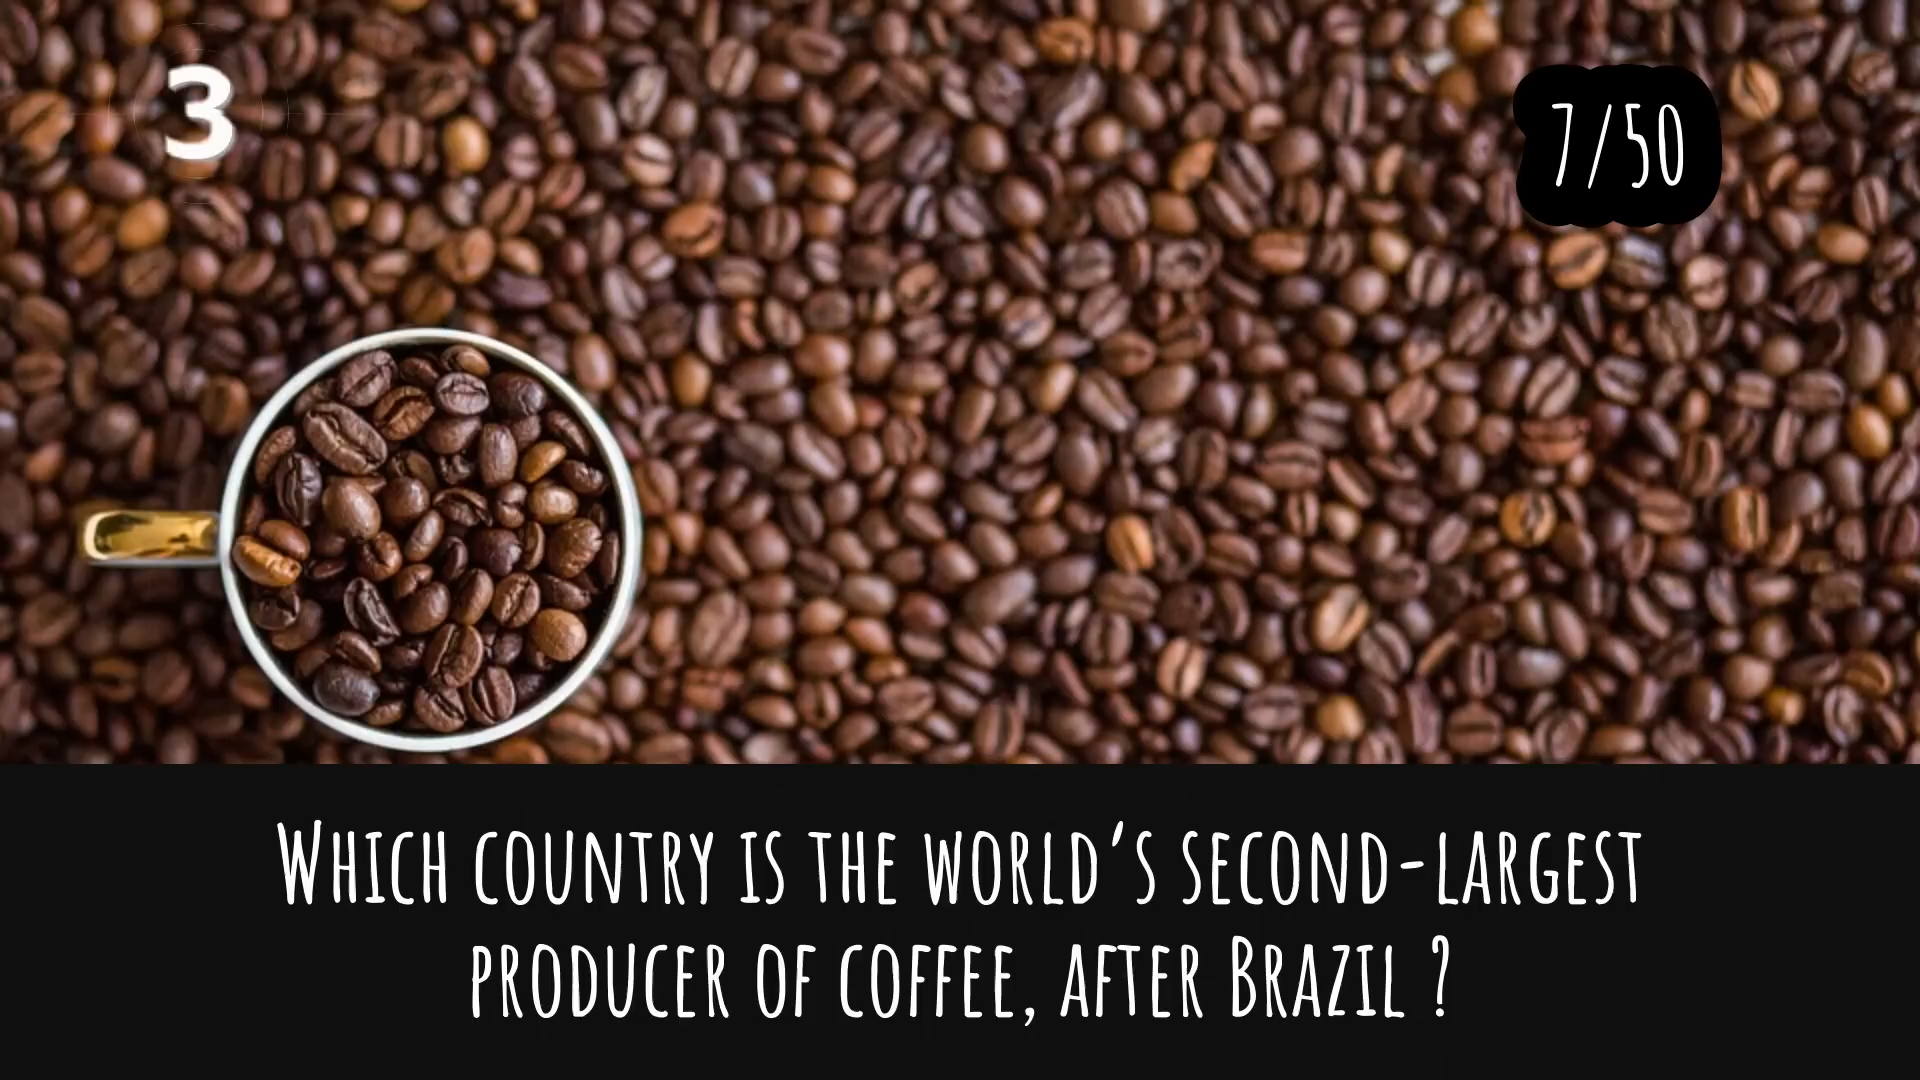 3
7/50
Which country is the world's second-largest
producer of coffee, after Brazil ?